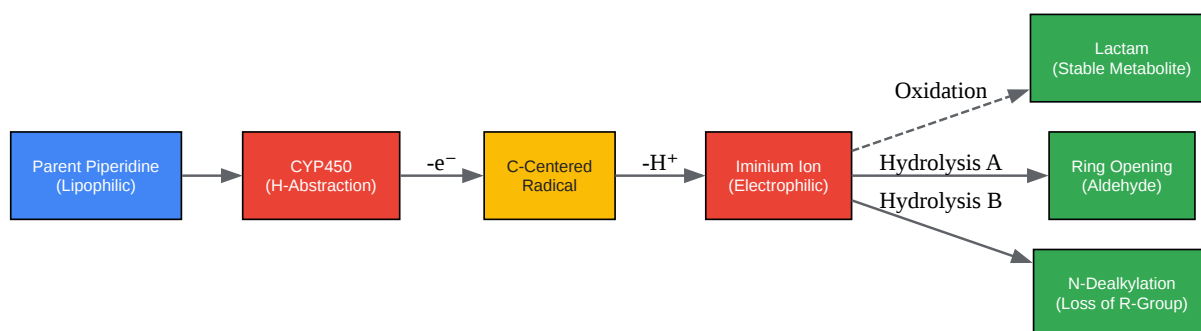 Parent Piperidine
(Lipophilic)
CYP450
(H-Abstraction)
-e⁻
C-Centered
Radical
-H⁺
Iminium Ion
(Electrophilic)
Oxidation
Hydrolysis A
Hydrolysis B
Lactam
(Stable Metabolite)
Ring Opening
(Aldehyde)
N-Dealkylation
(Loss of R-Group)